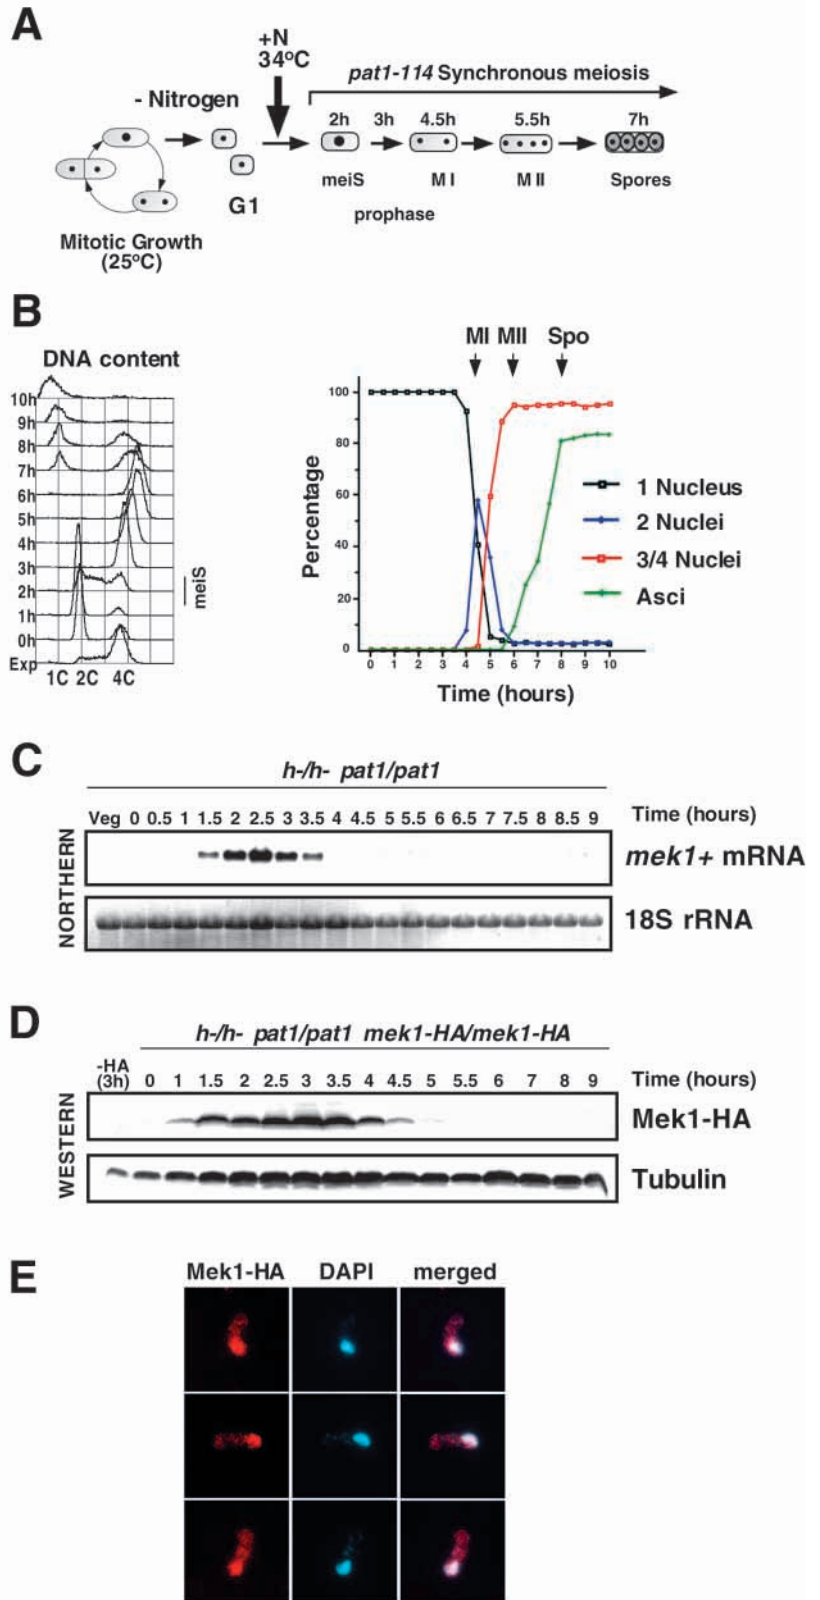 A
+N
34°C
pat1-114 Synchronous meiosis
- Nitrogen
2h 3h 4.5h 5.5h 7h
meiS M I M II Spores
G1
prophase
Mitotic Growth
(25°C)
B
MI MII Spo
DNA content
10h
9h
8h
7h
6h
5h
4h
3h
2h
1h
0h
Exp
1C 2C 4C
meiS
Percentage
100
80
60
40
20
0
0 1 2 3 4 5 6 7 8 9 10
Time (hours)
1 Nucleus
2 Nuclei
3/4 Nuclei
Asci
C
h-/h- pat1/pat1
Veg 0 0.5 1 1.5 2 2.5 3 3.5 4 4.5 5 5.5 6 6.5 7 7.5 8 8.5 9 Time (hours)
NORTHERN
mek1+ mRNA
18S rRNA
D
h-/h- pat1/pat1 mek1-HA/mek1-HA
-HA
(3h) 0 1 1.5 2 2.5 3 3.5 4 4.5 5 5.5 6 7 8 9 Time (hours)
WESTERN
Mek1-HA
Tubulin
E
Mek1-HA DAPI merged